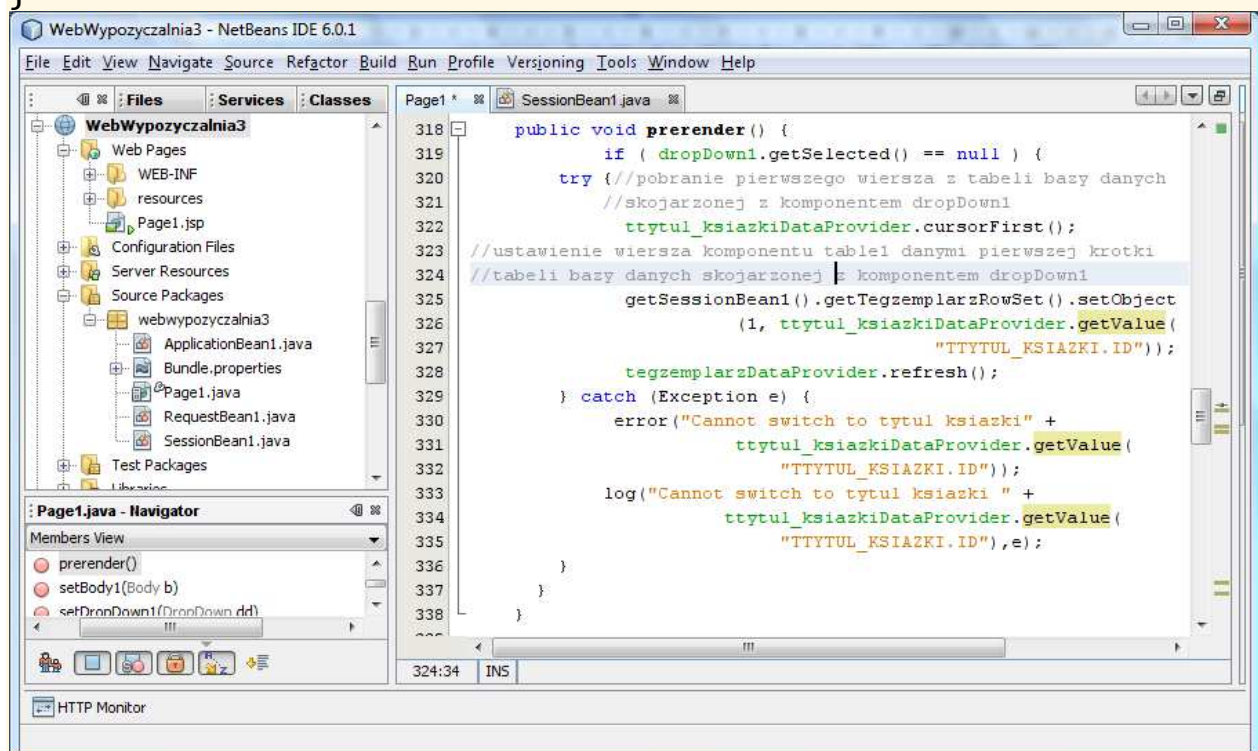 }
WebWypozyczalnia3 - NetBeans IDE 6.0.1
File Edit View Navigate Source Refactor Build Run Profile Versioning Tools Window Help
Files Services Classes
WebWypozyczalnia3
Web Pages
WEB-INF
resources
Page1.jsp
Configuration Files
Server Resources
Source Packages
webwypozyczalnia3
ApplicationBean1.java
Bundle.properties
Page1.java
RequestBean1.java
SessionBean1.java
Test Packages
Libraries
Page1.java - Navigator
Members View
prerender()
setBody1(Body b)
setDropDown1(DropDown dd)
Page1 * SessionBean1.java
318 public void prerender() {
319 if ( dropDown1.getSelected() == null ) {
320 try {//pobranie pierwszego wiersza z tabeli bazy danych
321 //skojarzonej z komponentem dropDown1
322 ttytul_ksiazkiDataProvider.cursorFirst();
323 //ustawienie wiersza komponentu table1 danymi pierwszej krotki
324 //tabeli bazy danych skojarzonej z komponentem dropDown1
325 getSessionBean1().getTegzemplarzRowSet().setObject
326 (1, ttytul_ksiazkiDataProvider.getValue(
327 "TTYTUL_KSIAZKI.ID"));
328 tegzemplarzDataProvider.refresh();
329 } catch (Exception e) {
330 error("Cannot switch to tytul ksiazki" +
331 ttytul_ksiazkiDataProvider.getValue(
332 "TTYTUL_KSIAZKI.ID"));
333 log("Cannot switch to tytul ksiazki " +
334 ttytul_ksiazkiDataProvider.getValue(
335 "TTYTUL_KSIAZKI.ID"),e);
336 }
337 }
338 }
324:34 INS
HTTP Monitor